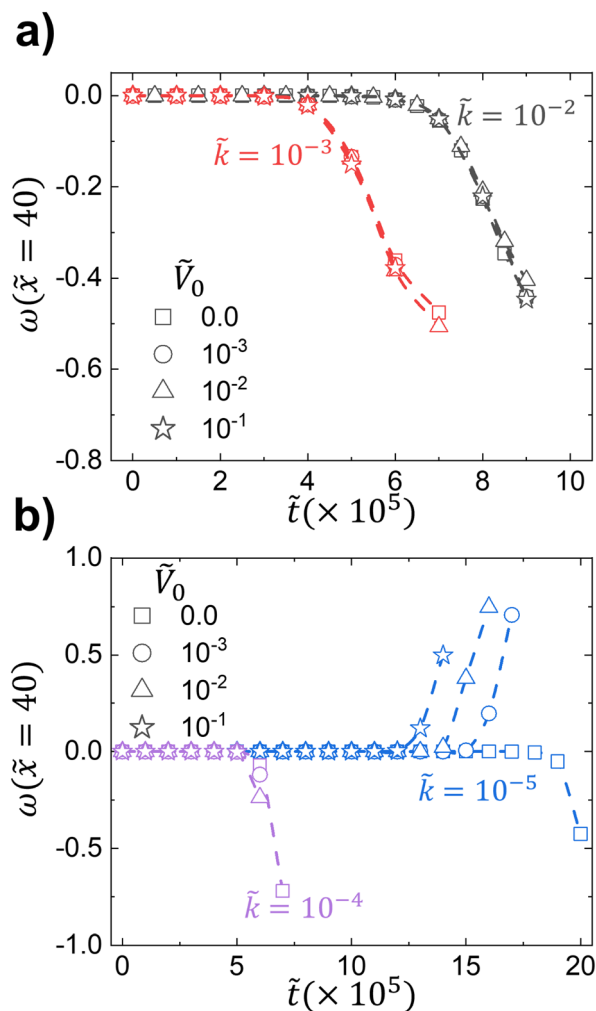 a)
0.0
-0.2
-0.4
-0.6
-0.8
ω(x̃ = 40)
k̃ = 10⁻³
k̃ = 10⁻²
Ṽ₀
0.0
10⁻³
10⁻²
10⁻¹
0 2 4 6 8 10
t̃(× 10⁵)
b)
1.0
0.5
0.0
-0.5
-1.0
ω(x̃ = 40)
Ṽ₀
0.0
10⁻³
10⁻²
10⁻¹
k̃ = 10⁻⁵
k̃ = 10⁻⁴
0 5 10 15 20
t̃(× 10⁵)